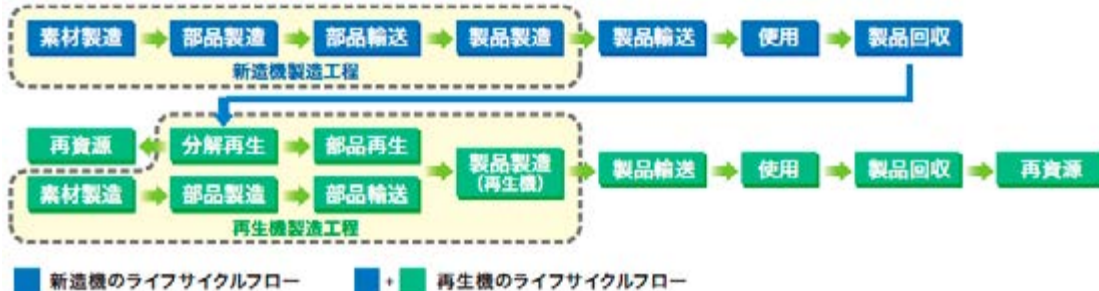 素材製造 部品製造 部品輸送 製品製造 製品輸送 使用 製品回収
新造機製造工程
再資源 分解再生 部品再生
製品製造
(再生機)
製品輸送 使用 製品回収 再資源
素材製造 部品製造 部品輸送
再生機製造工程
新造機のライフサイクルフロー + 再生機のライフサイクルフロー